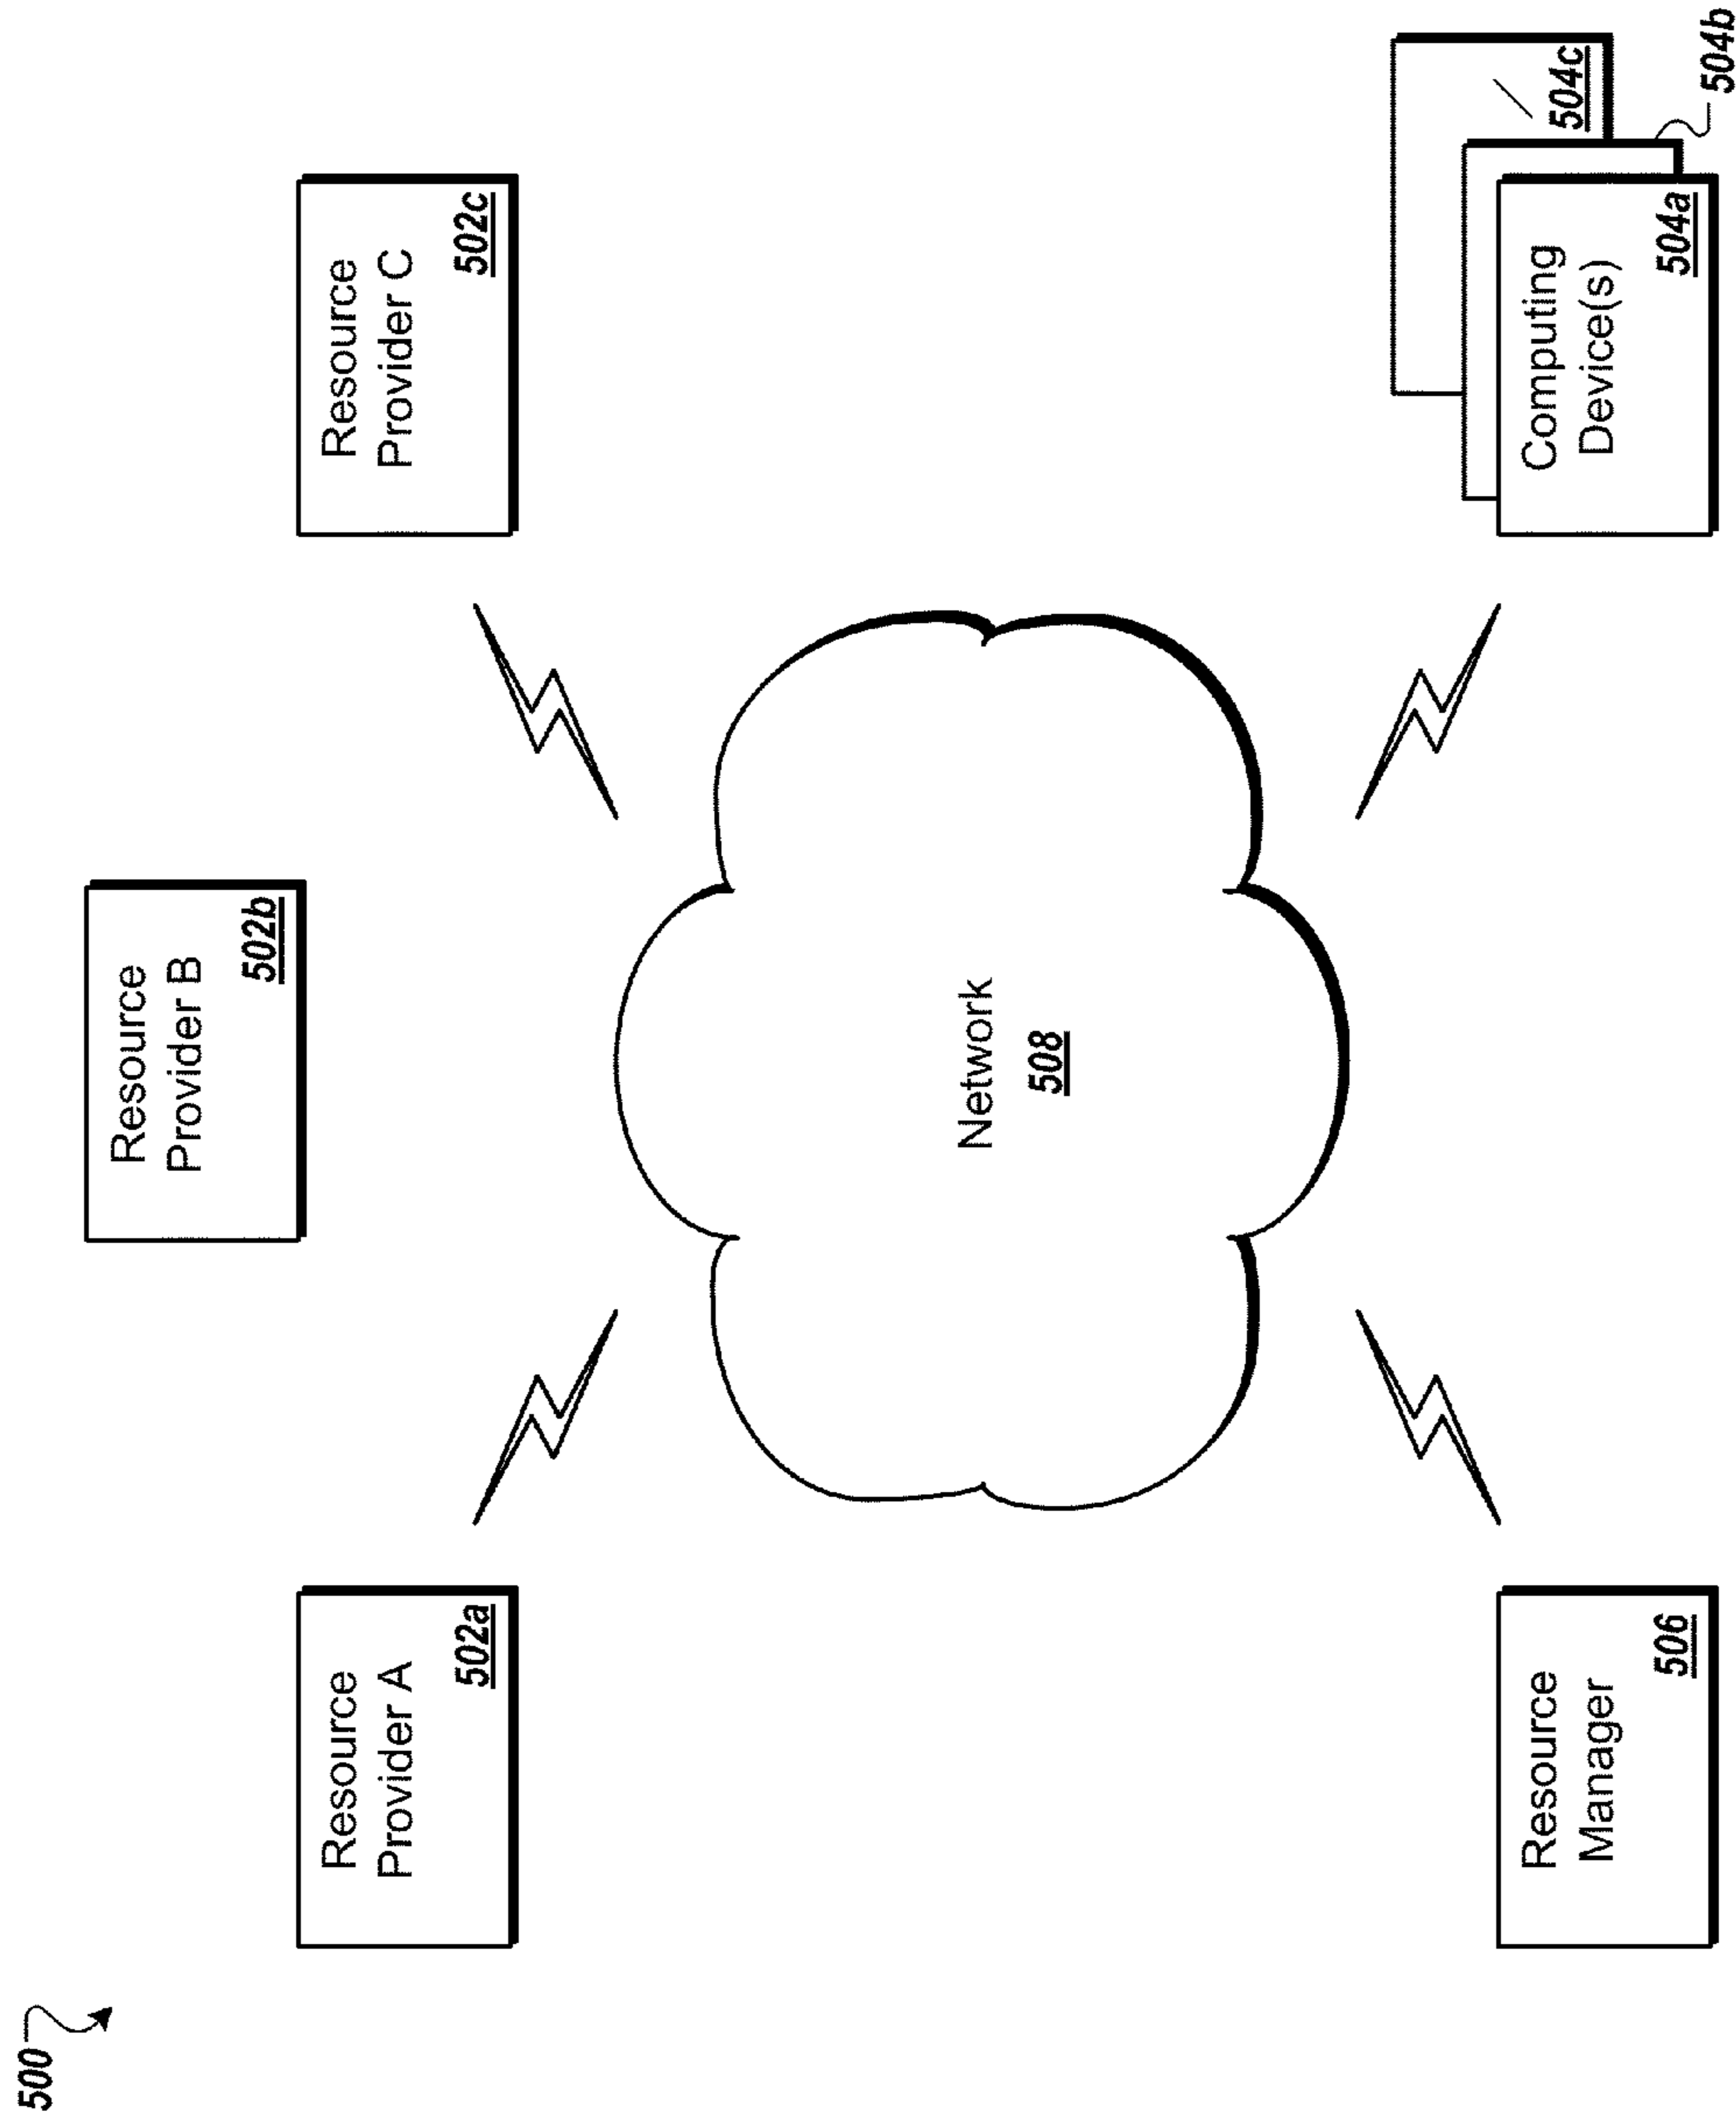 500
Resource
Provider B
502b
Resource
Provider A
502a
Resource
Provider C
502c
Network
508
Resource
Manager
506
Computing
Device(s)
504a
504c
504b